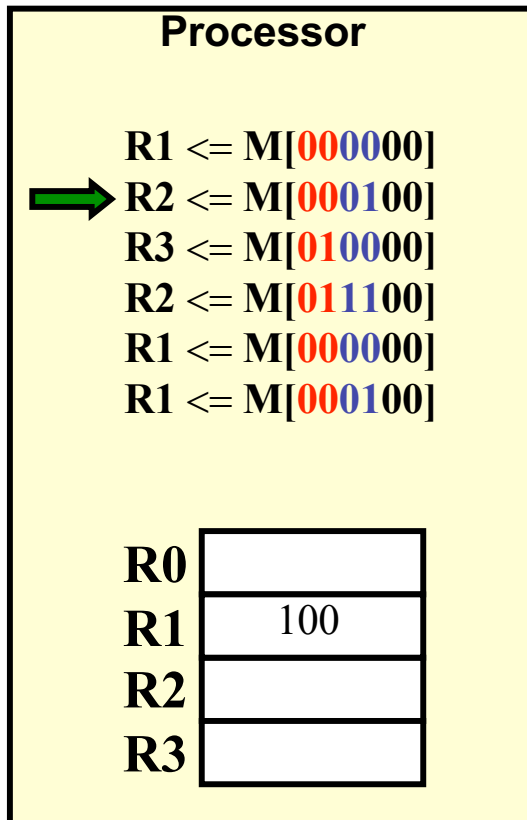 Processor
R1 <= M[000000]
R2 <= M[000100]
R3 <= M[010000]
R2 <= M[011100]
R1 <= M[000000]
R1 <= M[000100]
R0
R1 100
R2
R3